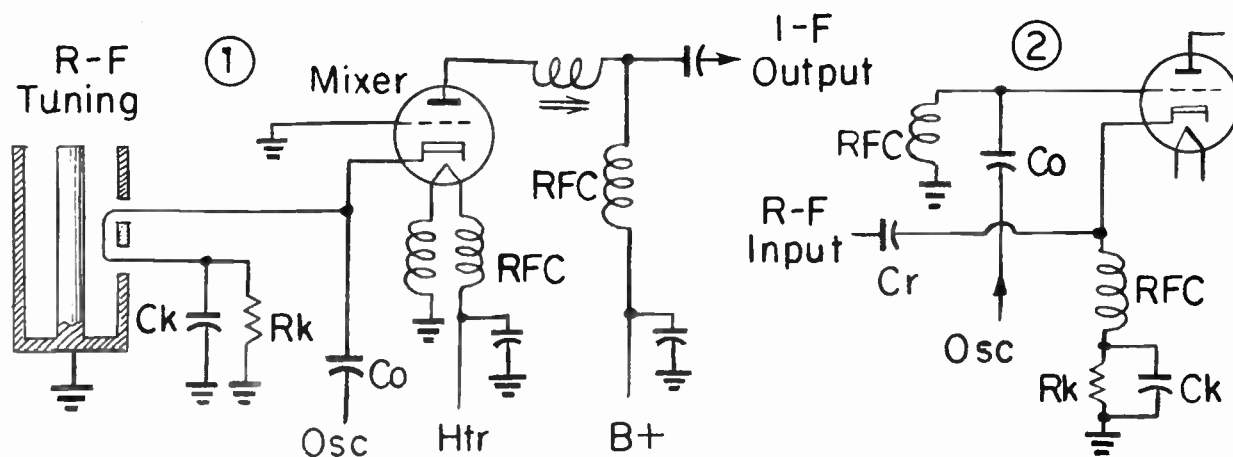 1
R-F
Tuning
Mixer
I-F
Output
2
RFC
RFC
Co
R-F
Input
Cr
RFC
RFC
Ck
Rk
Co
Osc
Rk
Ck
Osc
Htr
B+